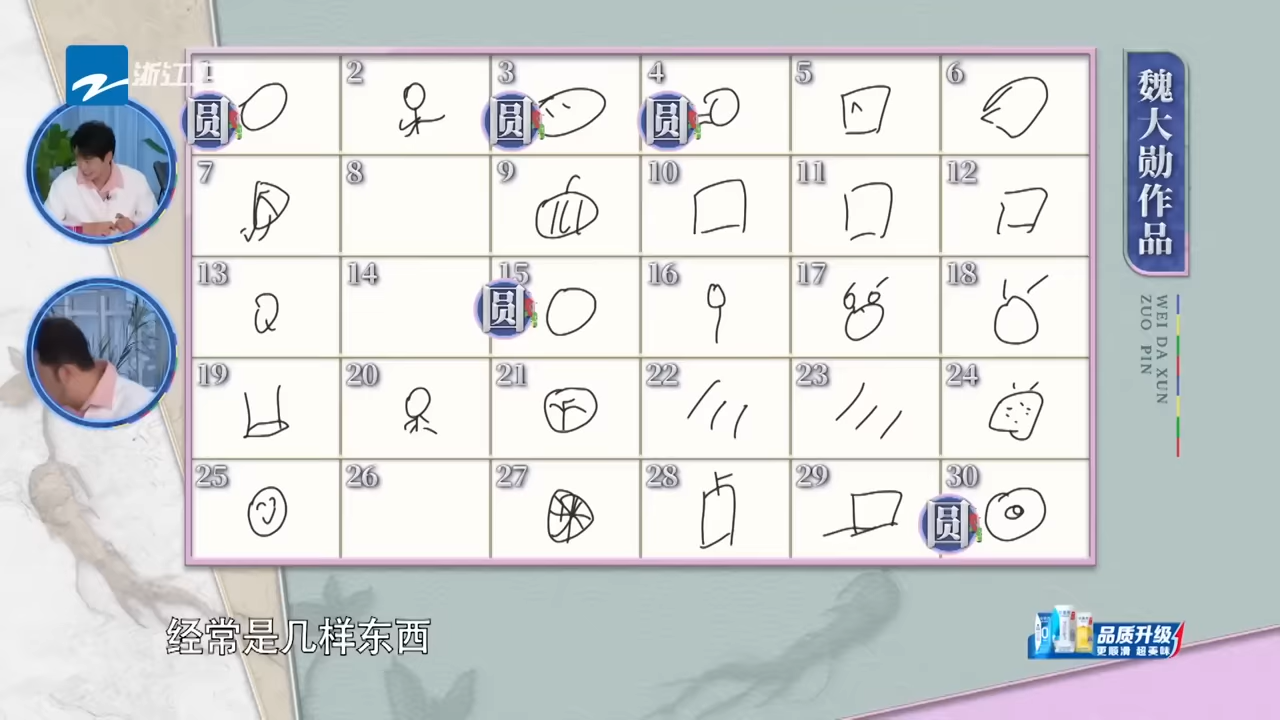 浙江
1 2 3 4 5 6
圆 圆 圆
7 8 9 10 11 12
13 14 15 16 17 18
圆
19 20 21 22 23 24
25 26 27 28 29 30
圆
魏大勋作品
WEI DA XUN
ZUO PIN
经常是几样东西
品质升级
更顺滑 超美味